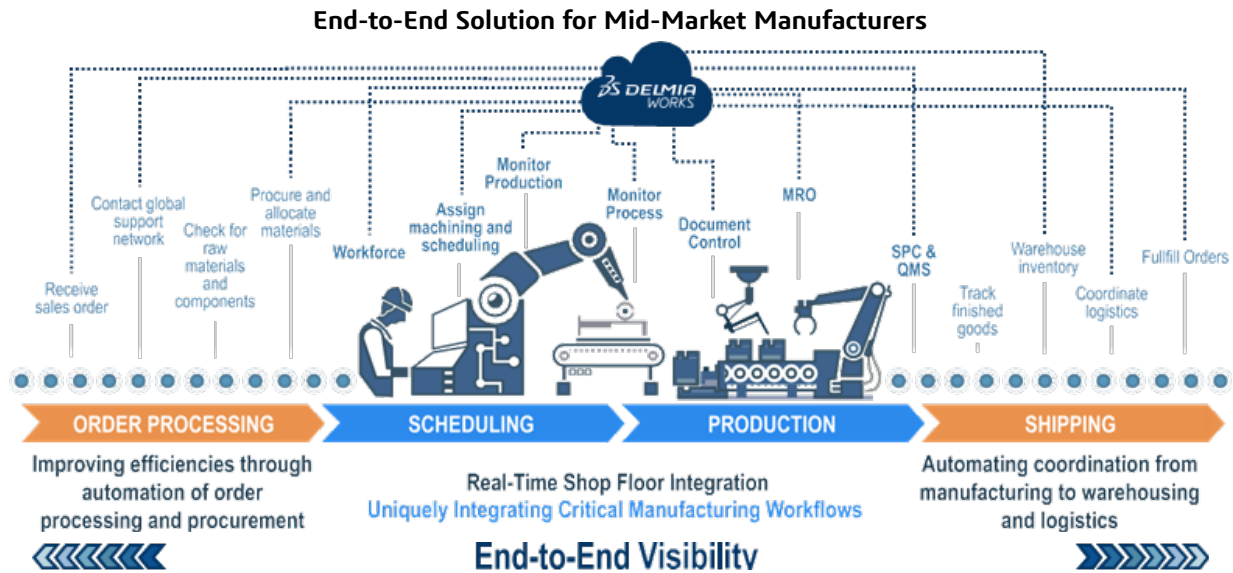 End-to-End Solution for Mid-Market Manufacturers
3S DELMIA
WORKS
Receive
sales order
Contact global
support
network
Check for
raw
materials
and
components
Procure and
allocate
materials
Workforce
Assign
machining and
scheduling
Monitor
Production
Monitor
Process
Document
Control
MRO
SPC &
QMS
Track
finished
goods
Warehouse
inventory
Coordinate
logistics
Fullfill Orders
ORDER PROCESSING
SCHEDULING
PRODUCTION
SHIPPING
Improving efficiencies through
automation of order
processing and procurement
Real-Time Shop Floor Integration
Uniquely Integrating Critical Manufacturing Workflows
Automating coordination from
manufacturing to warehousing
and logistics
End-to-End Visibility